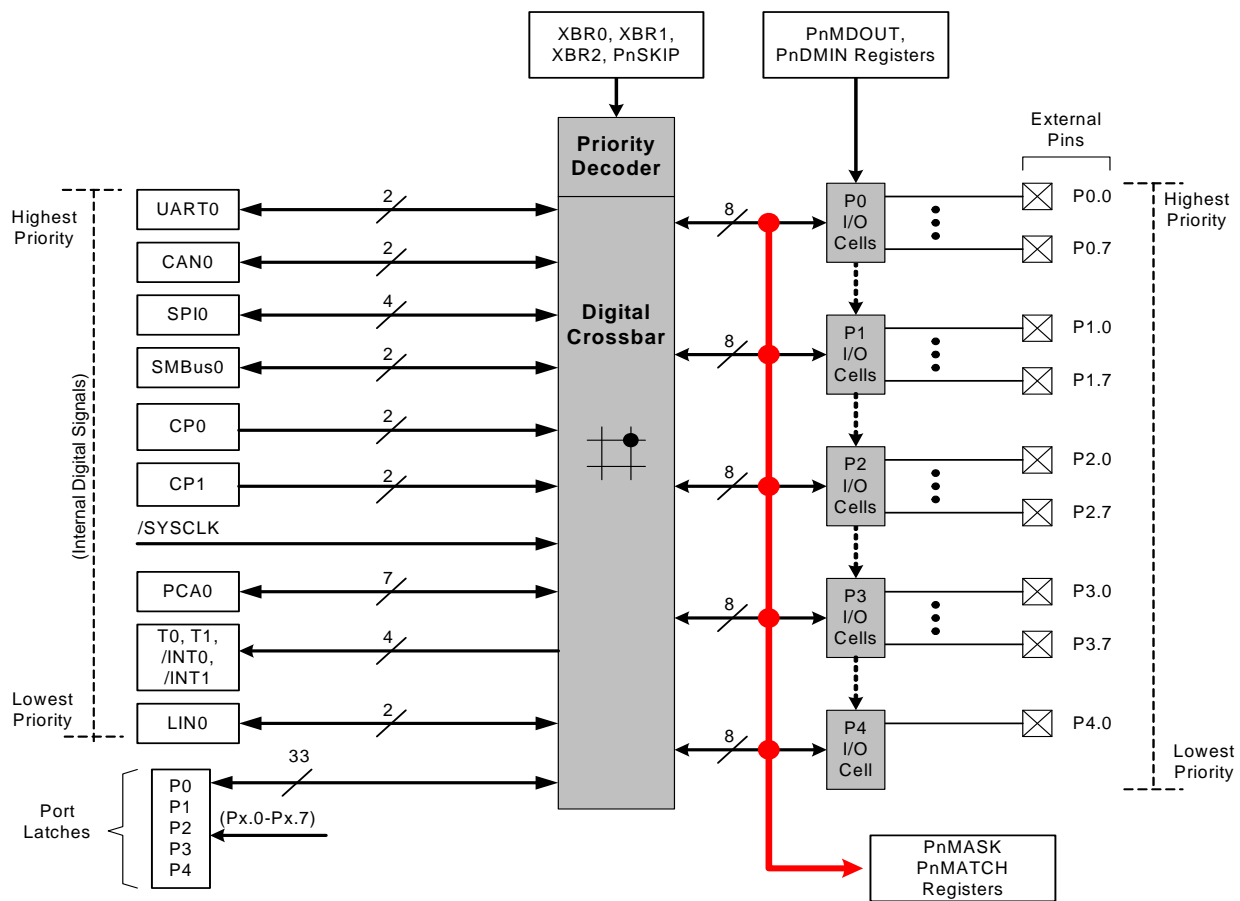 XBR0, XBR1,
XBR2, PnSKIP
PnMDOUT,
PnDMIN Registers
External
Pins
Priority
Decoder
Highest
Priority
UART0
2
8
P0
I/O
Cells
P0.0
P0.7
Highest
Priority
CAN0
2
SPI0
4
Digital
Crossbar
8
P1
I/O
Cells
P1.0
P1.7
SMBus0
2
(Internal Digital Signals)
CP0
2
CP1
2
8
P2
I/O
Cells
P2.0
P2.7
/SYSCLK
PCA0
7
8
P3
I/O
Cells
P3.0
P3.7
T0, T1,
/INT0,
/INT1
4
Lowest
Priority
LIN0
2
8
P4
I/O
Cell
P4.0
Lowest
Priority
33
Port
Latches
P0
P1
P2
P3
P4
(Px.0-Px.7)
PnMASK
PnMATCH
Registers